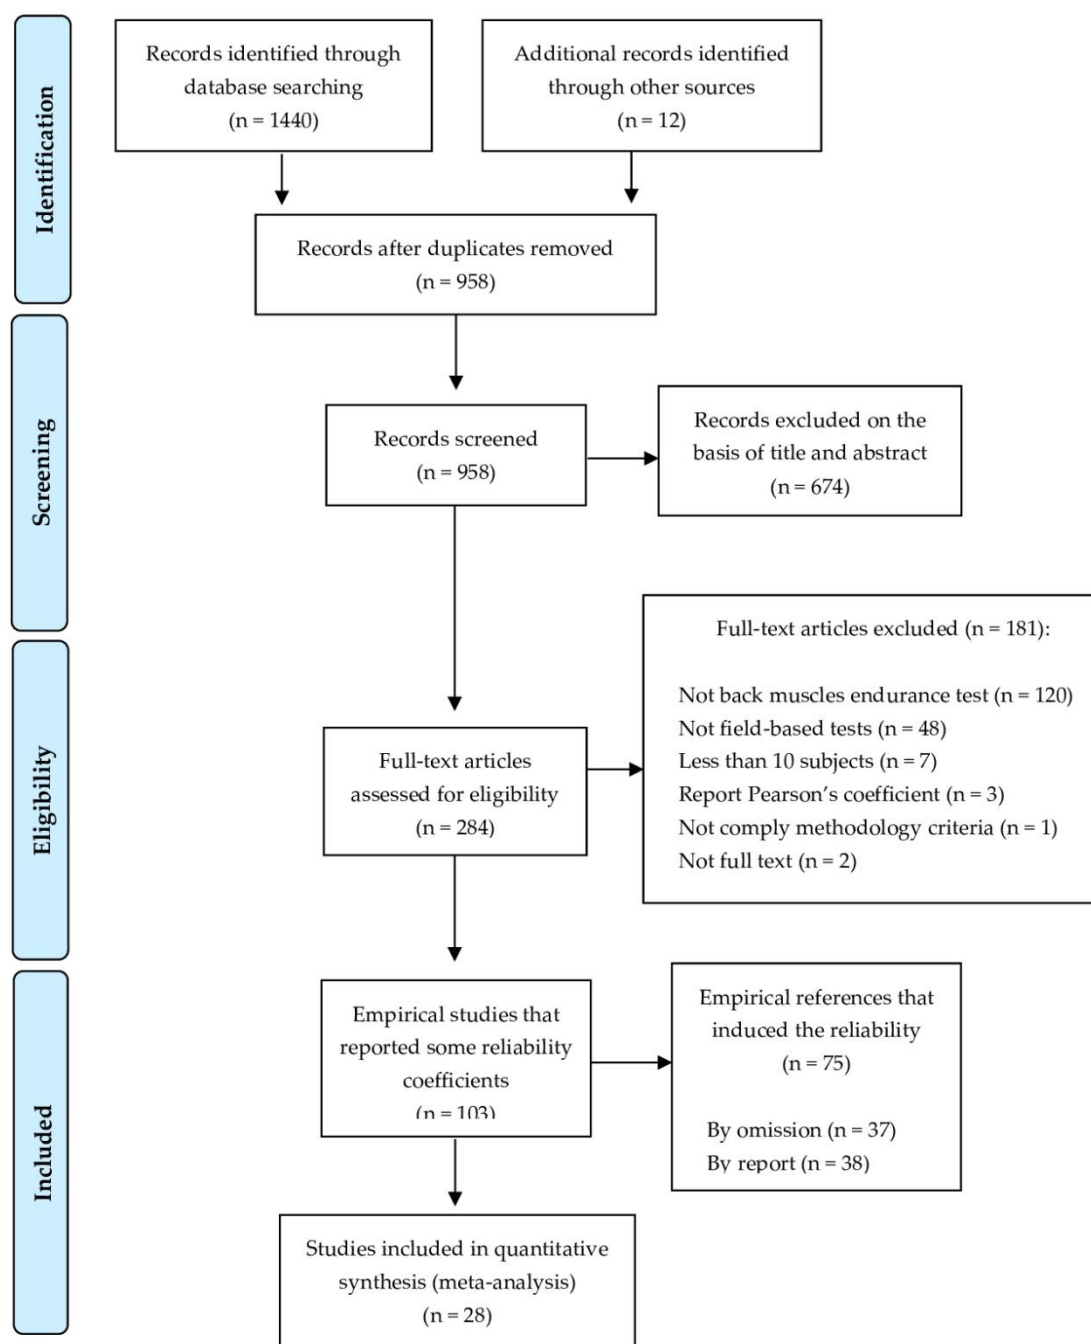 Identification
Records identified through
database searching
(n = 1440)
Additional records identified
through other sources
(n = 12)
Records after duplicates removed
(n = 958)
Screening
Records screened
(n = 958)
Records excluded on the
basis of title and abstract
(n = 674)
Eligibility
Full-text articles
assessed for eligibility
(n = 284)
Full-text articles excluded (n = 181):
Not back muscles endurance test (n = 120)
Not field-based tests (n = 48)
Less than 10 subjects (n = 7)
Report Pearson's coefficient (n = 3)
Not comply methodology criteria (n = 1)
Not full text (n = 2)
Included
Empirical studies that
reported some reliability
coefficients
(n = 103)
Empirical references that
induced the reliability
(n = 75)
By omission (n = 37)
By report (n = 38)
Studies included in quantitative
synthesis (meta-analysis)
(n = 28)